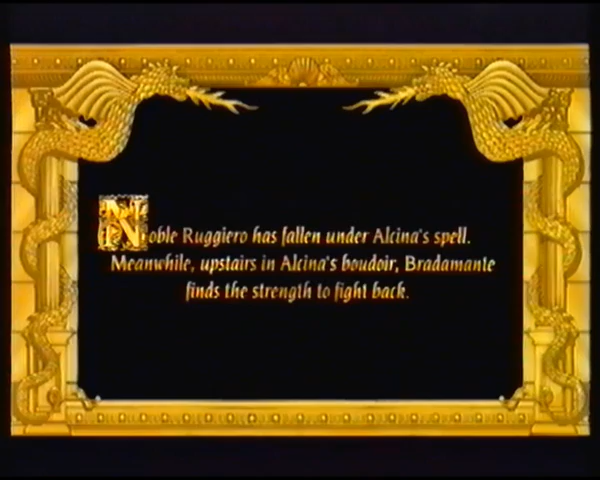 Noble Ruggiero has fallen under Alcina's spell.
Meanwhile, upstairs in Alcina's boudoir, Bradamante
finds the strength to fight back.